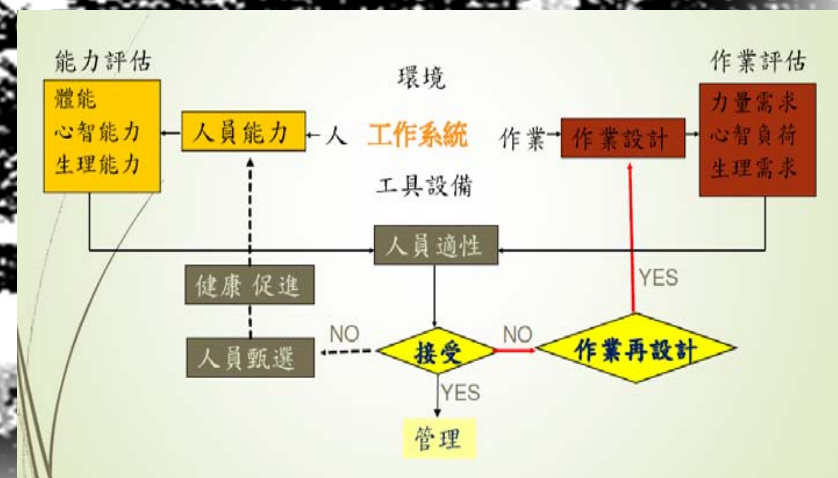 能力評估
體能
心智能力
生理能力
人員能力
人
環境
工作系統
工具設備
作業
作業設計
作業評估
力量需求
心智負荷
生理需求
人員適性
健康 促進
人員甄選
NO
接受
NO
作業再設計
YES
YES
管理